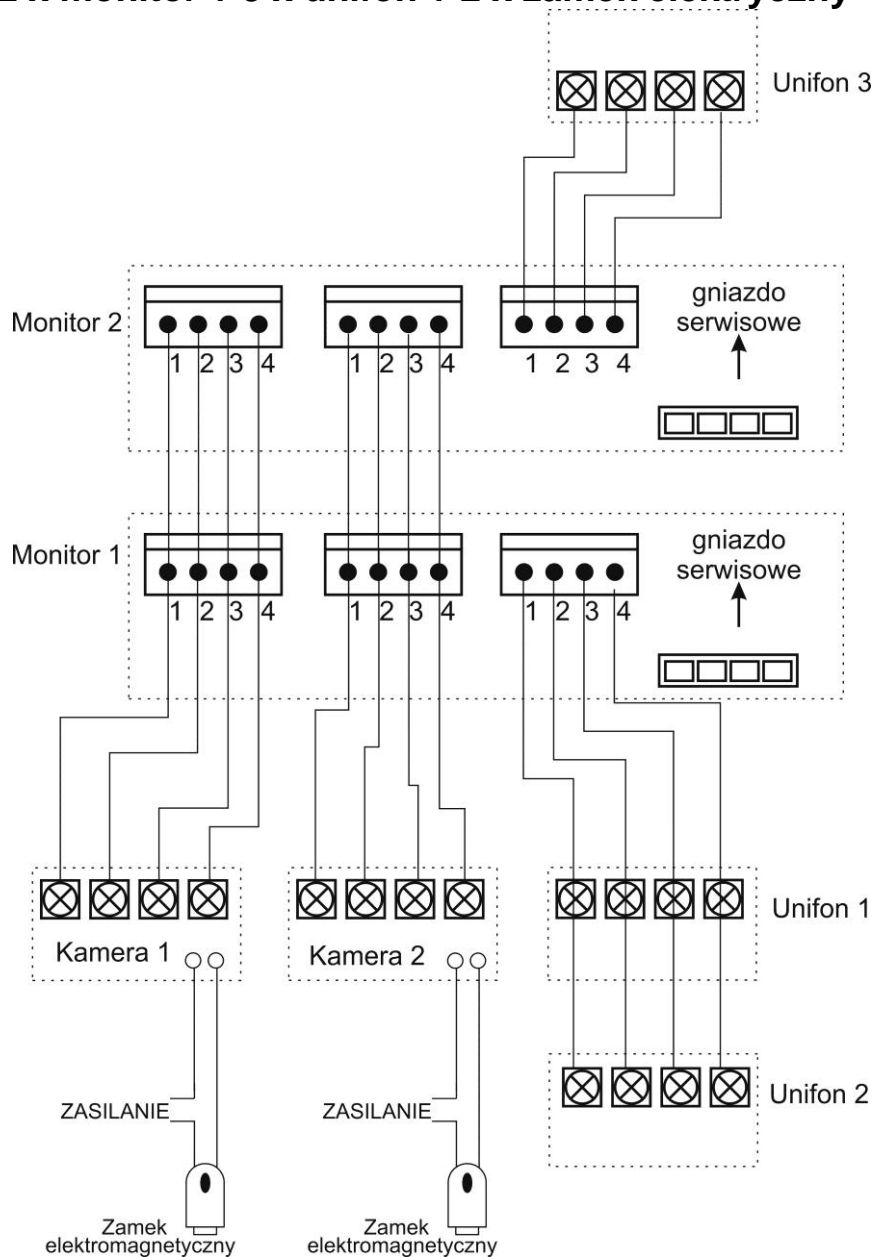 Unifon 3
Monitor 2
1 2 3 4
1 2 3 4
1 2 3 4
gniazdo
serwisowe
Monitor 1
1 2 3 4
1 2 3 4
1 2 3 4
gniazdo
serwisowe
Kamera 1
Kamera 2
Unifon 1
ZASILANIE
ZASILANIE
Unifon 2
Zamek
elektromagnetyczny
Zamek
elektromagnetyczny